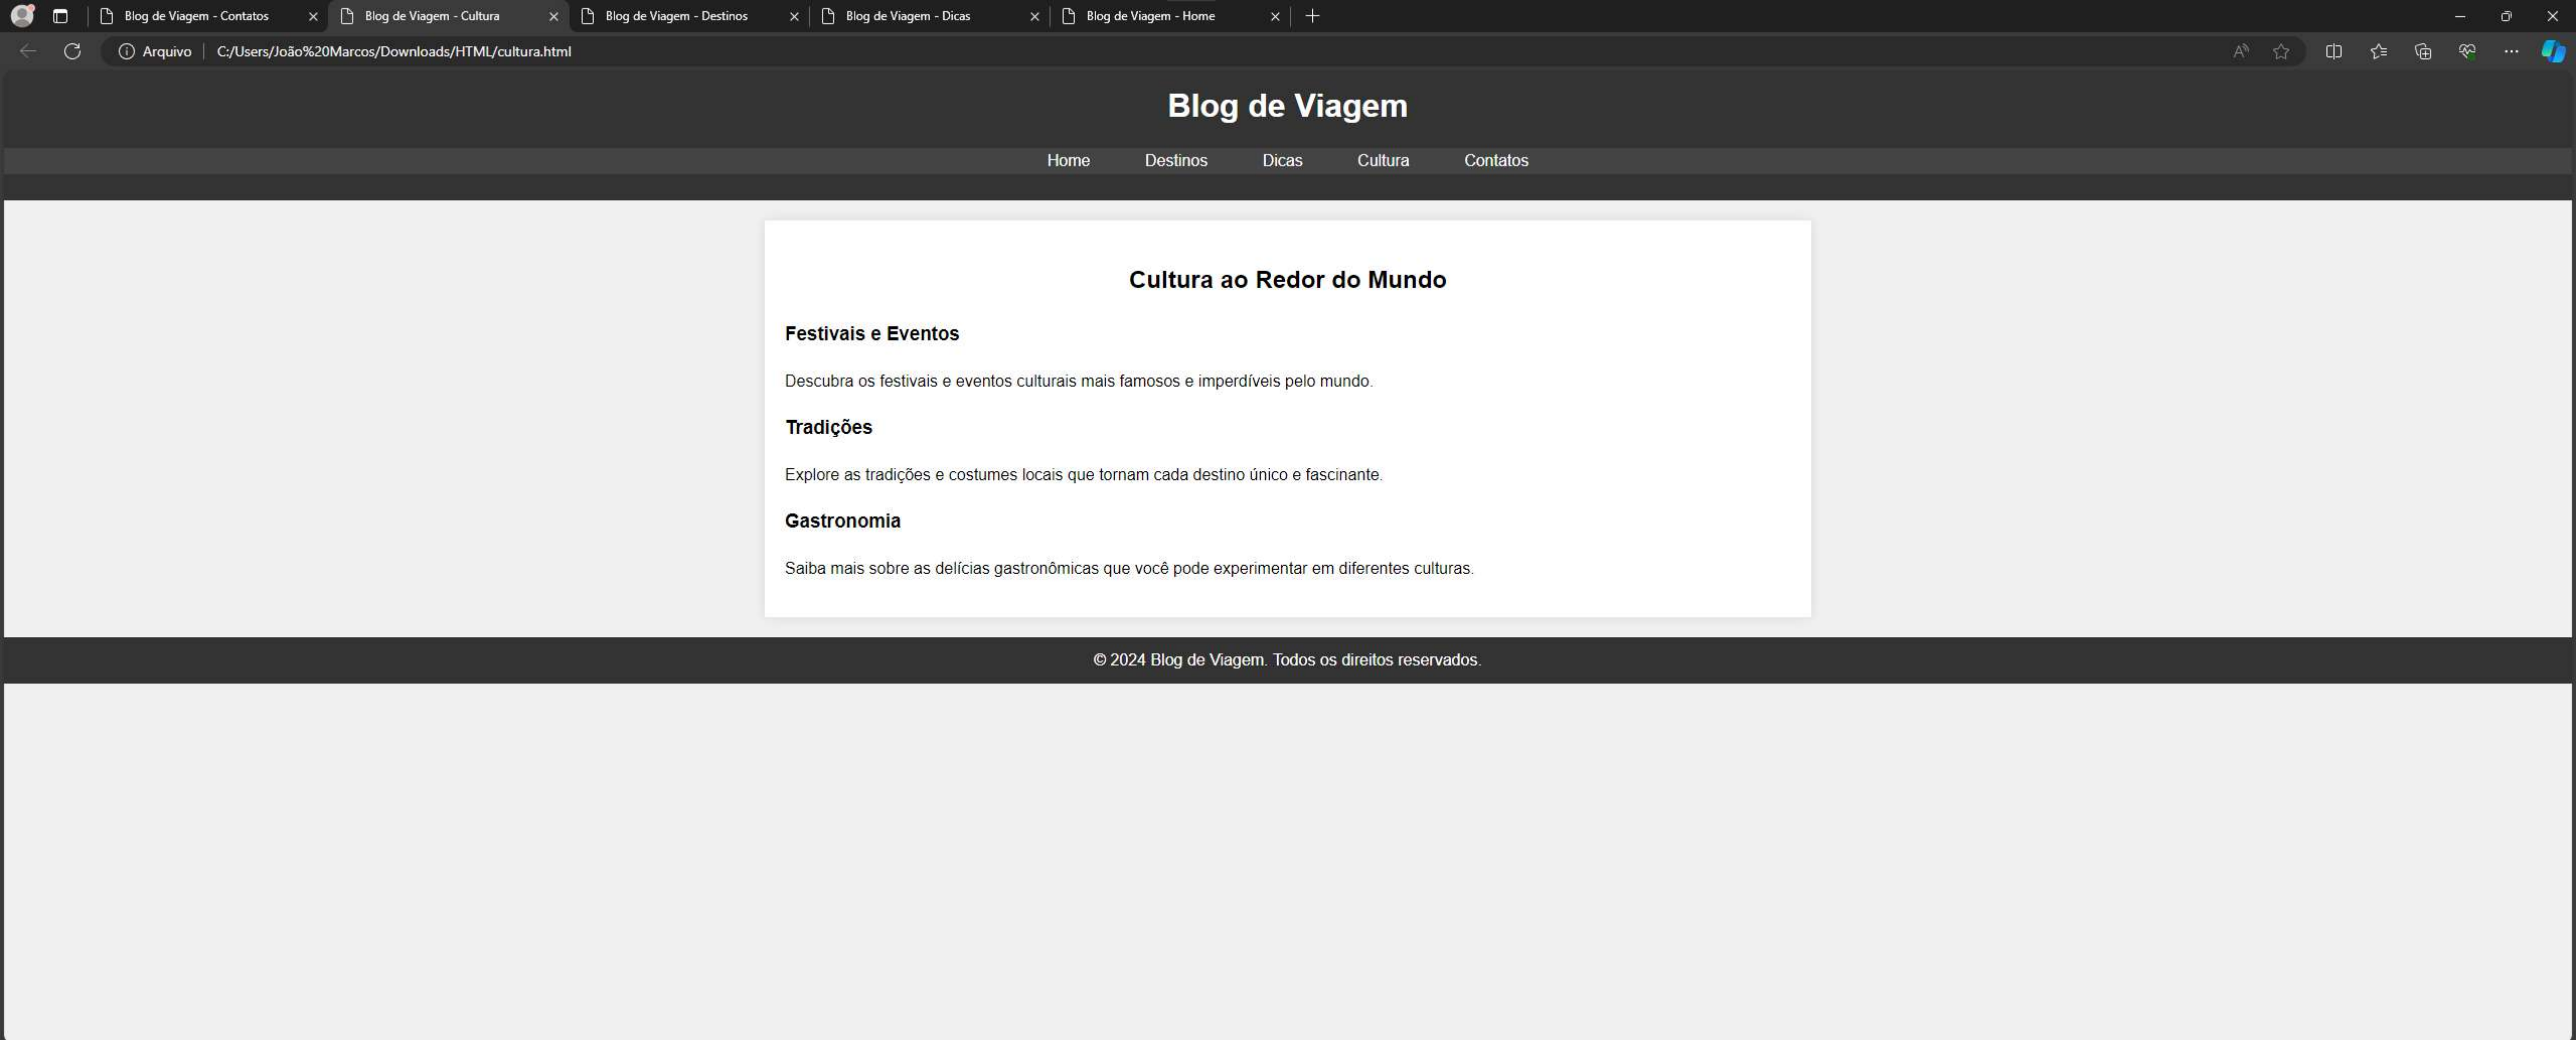 Blog de Viagem - Contatos
Blog de Viagem - Cultura
Blog de Viagem - Destinos
Blog de Viagem - Dicas
Blog de Viagem - Home
Arquivo C:/Users/João%20Marcos/Downloads/HTML/cultura.html
Blog de Viagem
Home Destinos Dicas Cultura Contatos
Cultura ao Redor do Mundo
Festivais e Eventos
Descubra os festivais e eventos culturais mais famosos e imperdíveis pelo mundo.
Tradições
Explore as tradições e costumes locais que tornam cada destino único e fascinante.
Gastronomia
Saiba mais sobre as delícias gastronômicas que você pode experimentar em diferentes culturas.
© 2024 Blog de Viagem. Todos os direitos reservados.